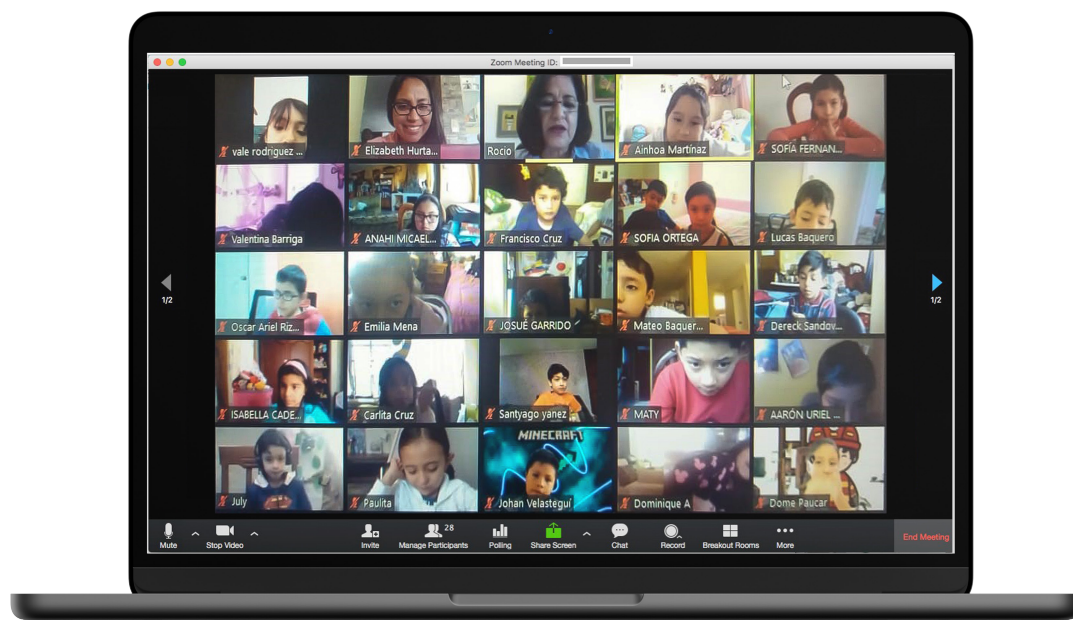 Zoom Meeting ID:
vale rodriguez ...
Elizabeth Hurta...
Rocío
Ainhoa Martínaz
SOFÍA FERNAN...
Valentina Barriga
ANAHI MICAEL...
Francisco Cruz
SOFIA ORTEGA
Lucas Baquero
1/2
1/2
Oscar Ariel Riz...
Emilia Mena
JOSUÉ GARRIDO
Mateo Baquer...
Dereck Sandov...
ISABELLA CADE...
Carlita Cruz
Santyago yanez
MATY
AARÓN URIEL ...
MINECRAFT
July
Paulita
Johan Velasteguí
Dominique A
Dome Paucar
28
Mute
Stop Video
Invite
Manage Participants
Polling
Share Screen
Chat
Record
Breakout Rooms
More
End Meeting